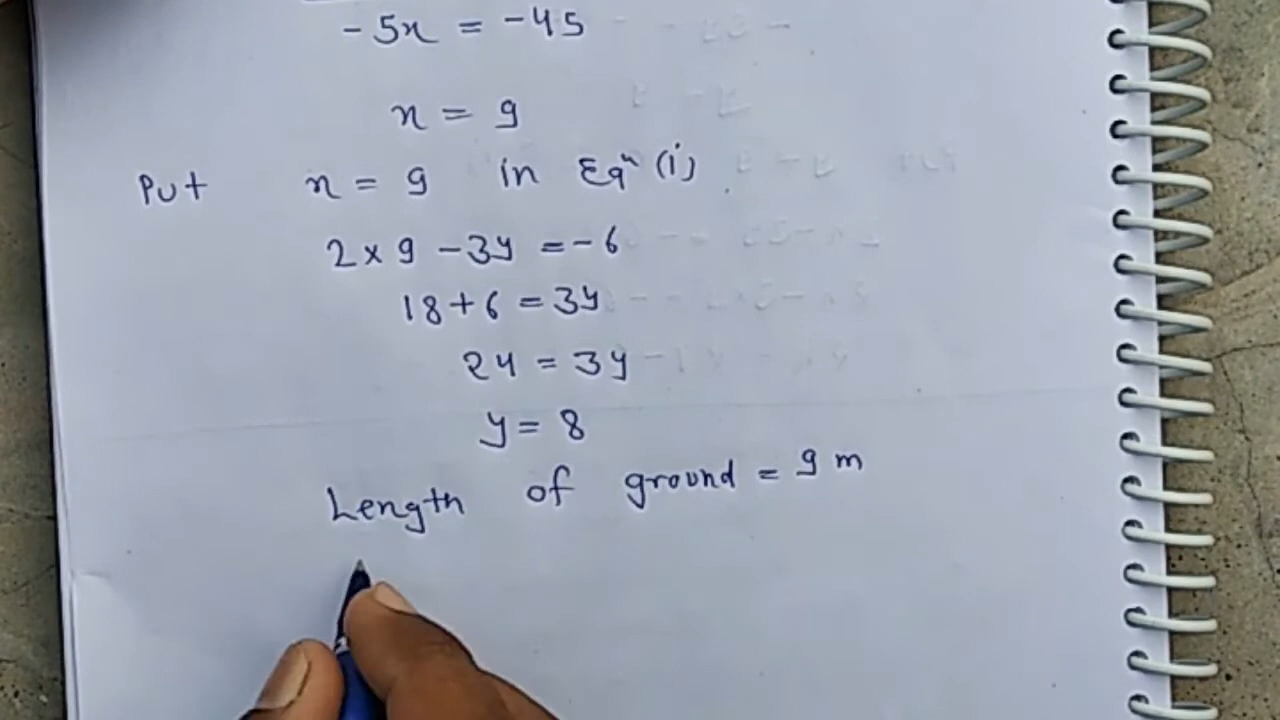 -5x = -45
x = 9
Put x = 9 in Eqⁿ (i)
2 × 9 - 3y = - 6
18 + 6 = 3y
24 = 3y
y = 8
Length of ground = 9 m